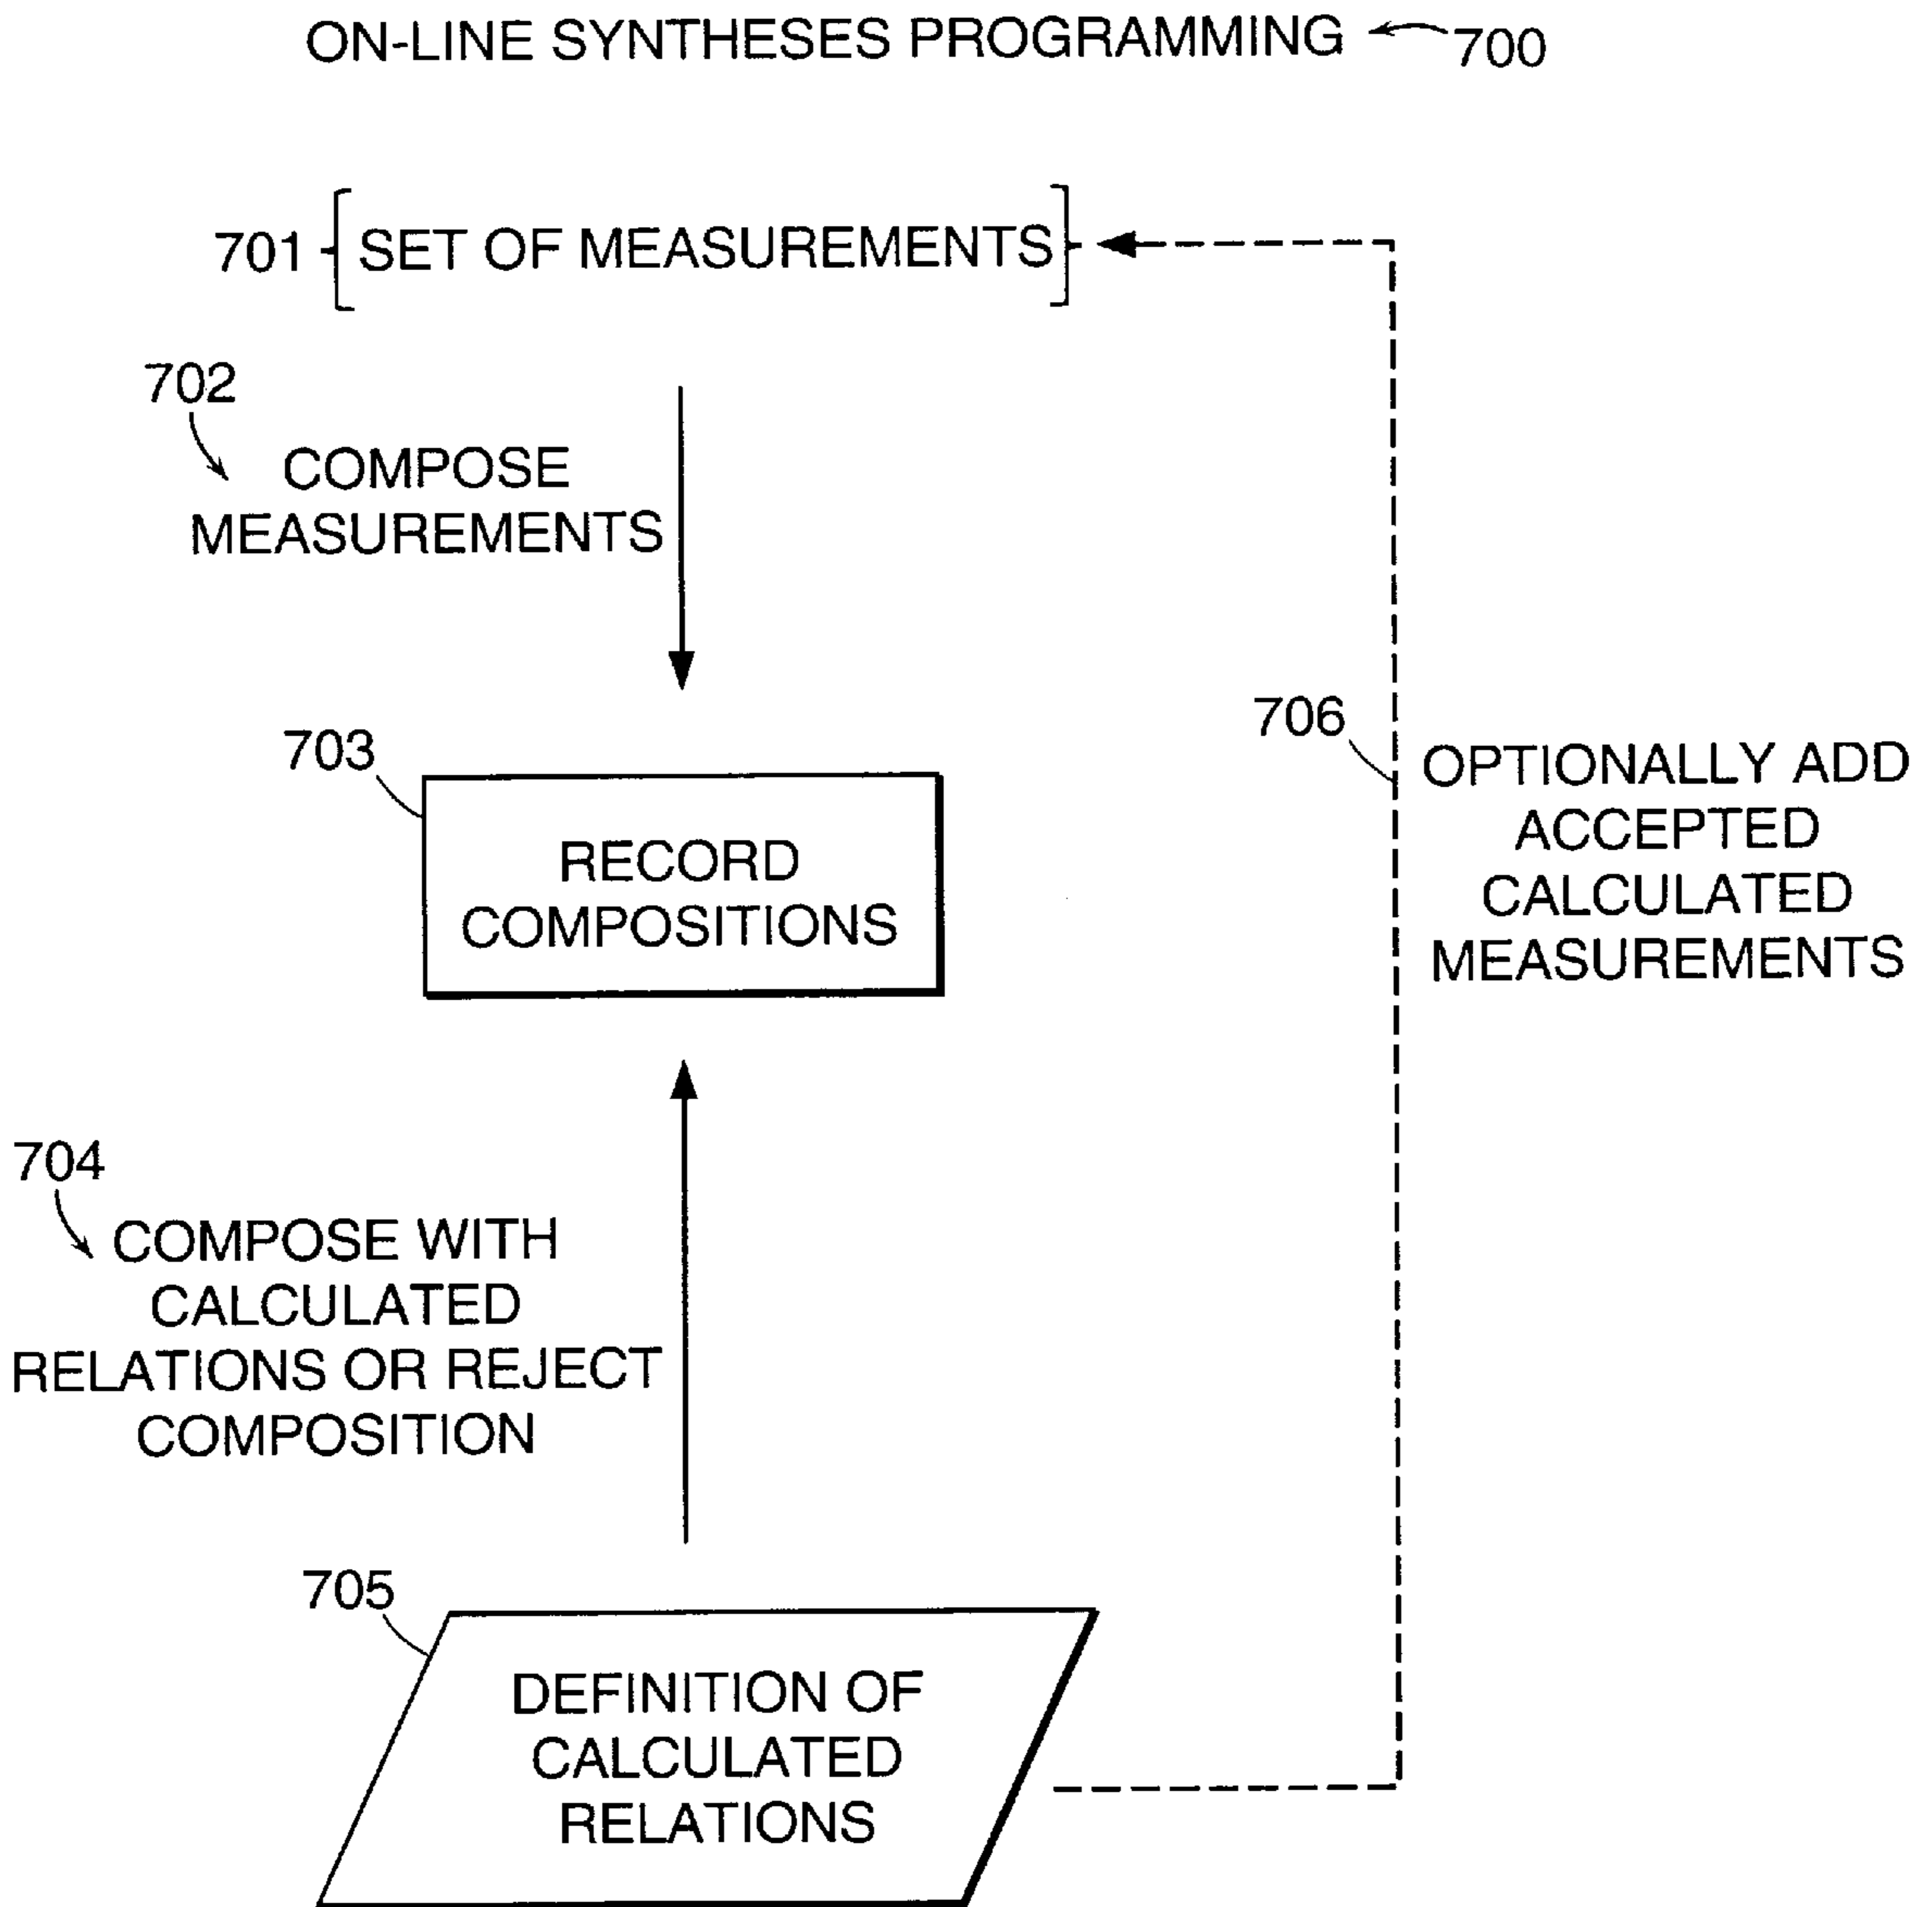 ON-LINE SYNTHESES PROGRAMMING 700
701 SET OF MEASUREMENTS
702
COMPOSE
MEASUREMENTS
703
RECORD
COMPOSITIONS
706
OPTIONALLY ADD
ACCEPTED
CALCULATED
MEASUREMENTS
704
COMPOSE WITH
CALCULATED
RELATIONS OR REJECT
COMPOSITION
705
DEFINITION OF
CALCULATED
RELATIONS